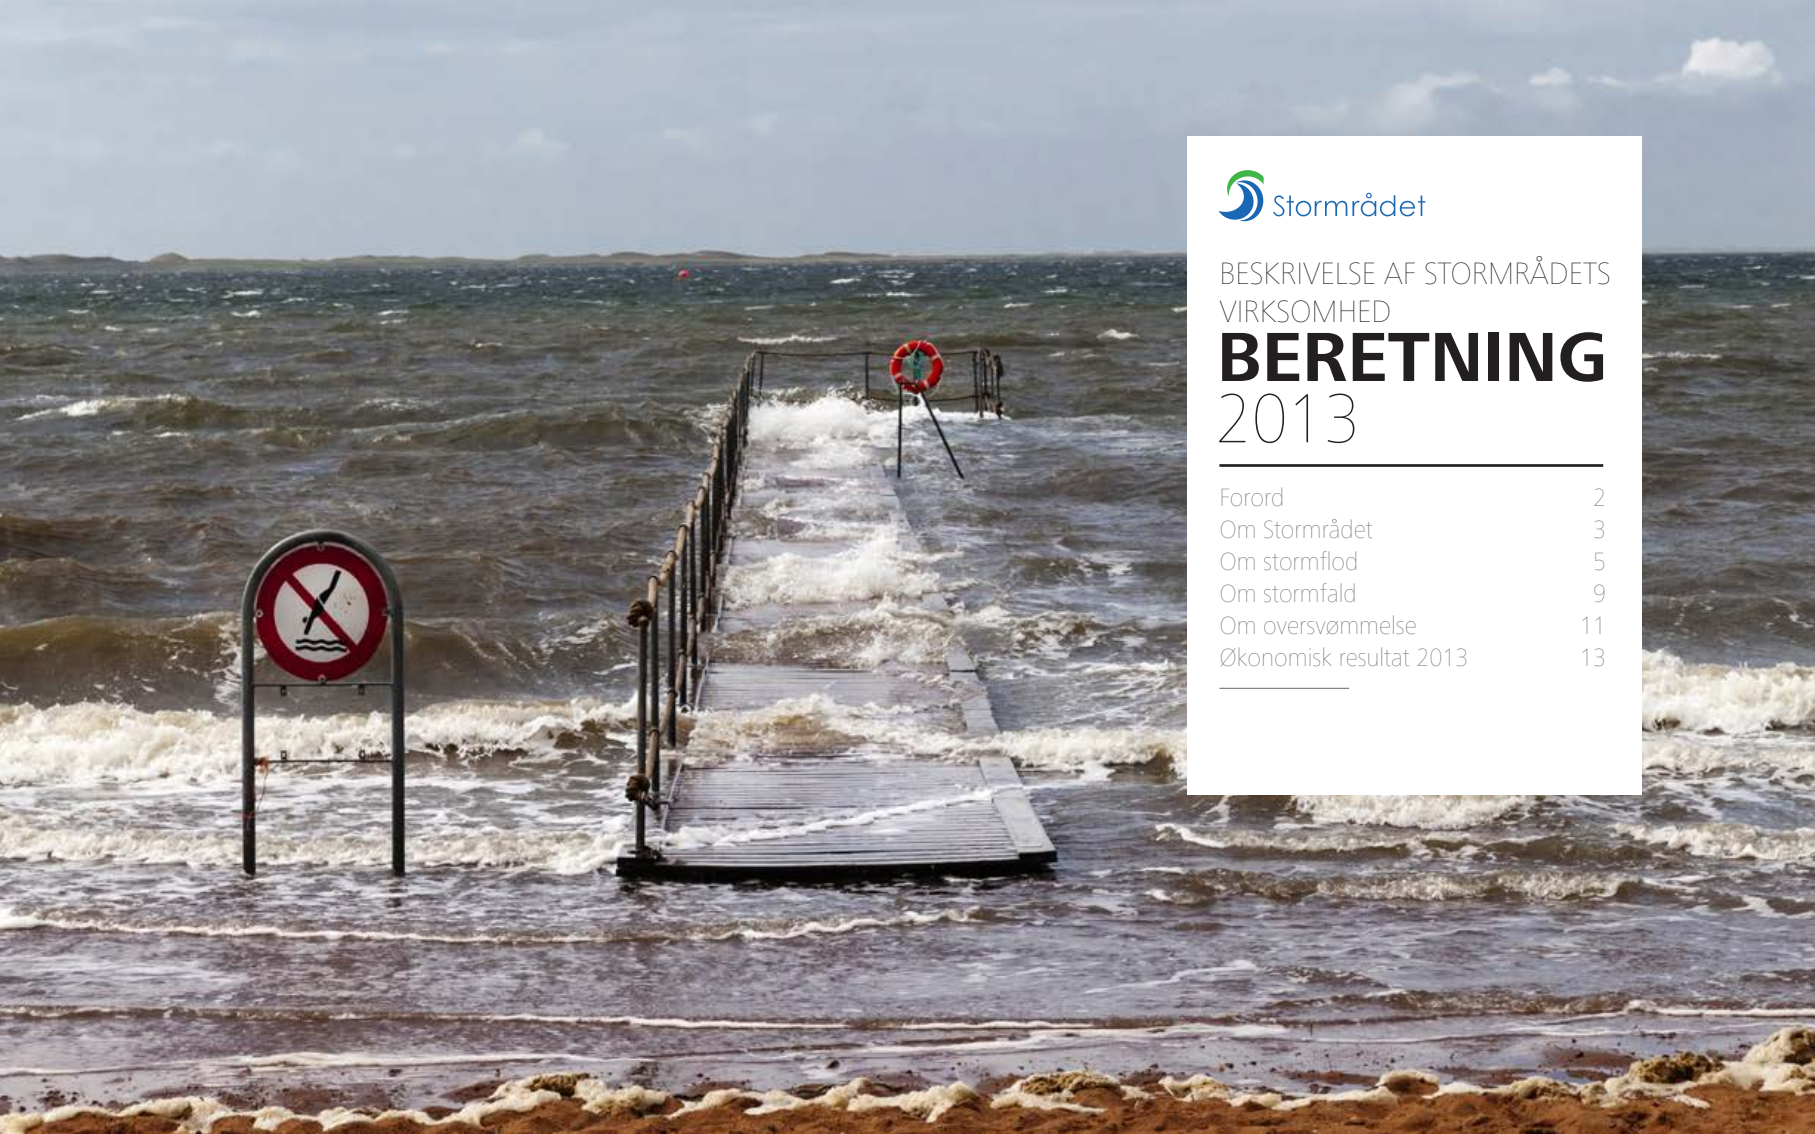 Stormrådet
BESKRIVELSE AF STORMRÅDETS
VIRKSOMHED
BERETNING
2013
Forord 2
Om Stormrådet 3
Om stormflod 5
Om stormfald 9
Om oversvømmelse 11
Økonomisk resultat 2013 13